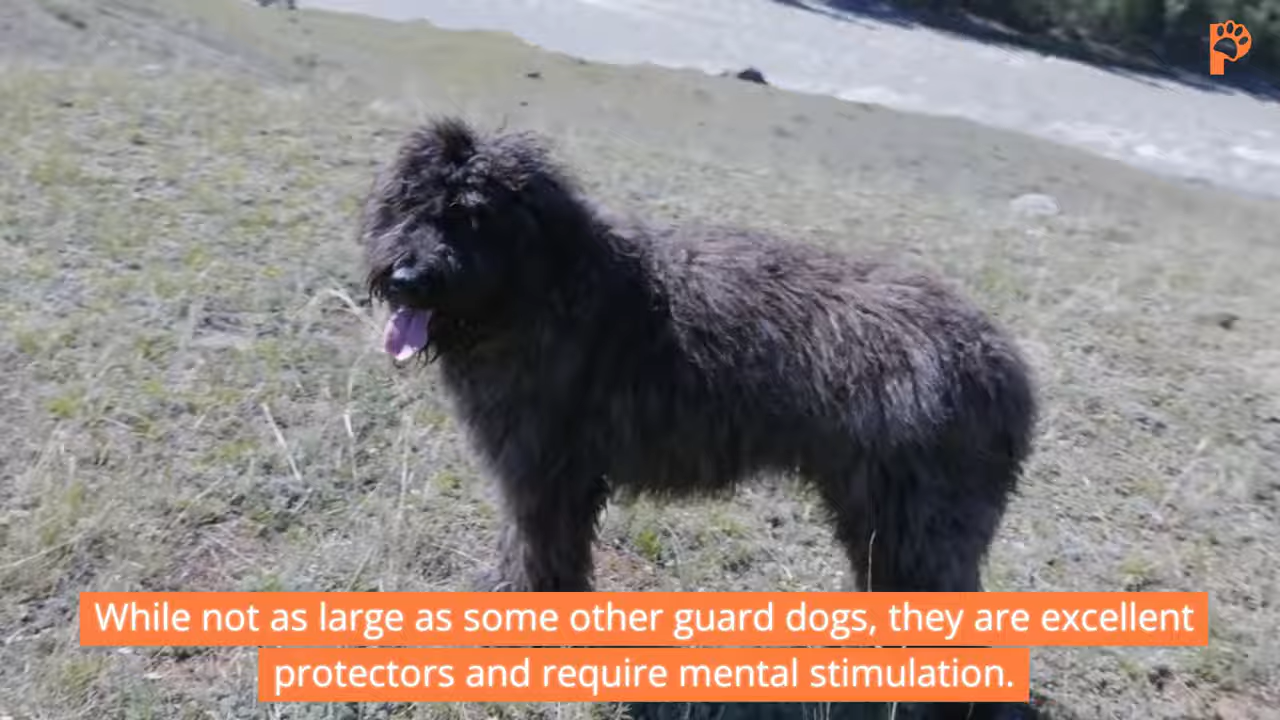 While not as large as some other guard dogs, they are excellent
protectors and require mental stimulation.